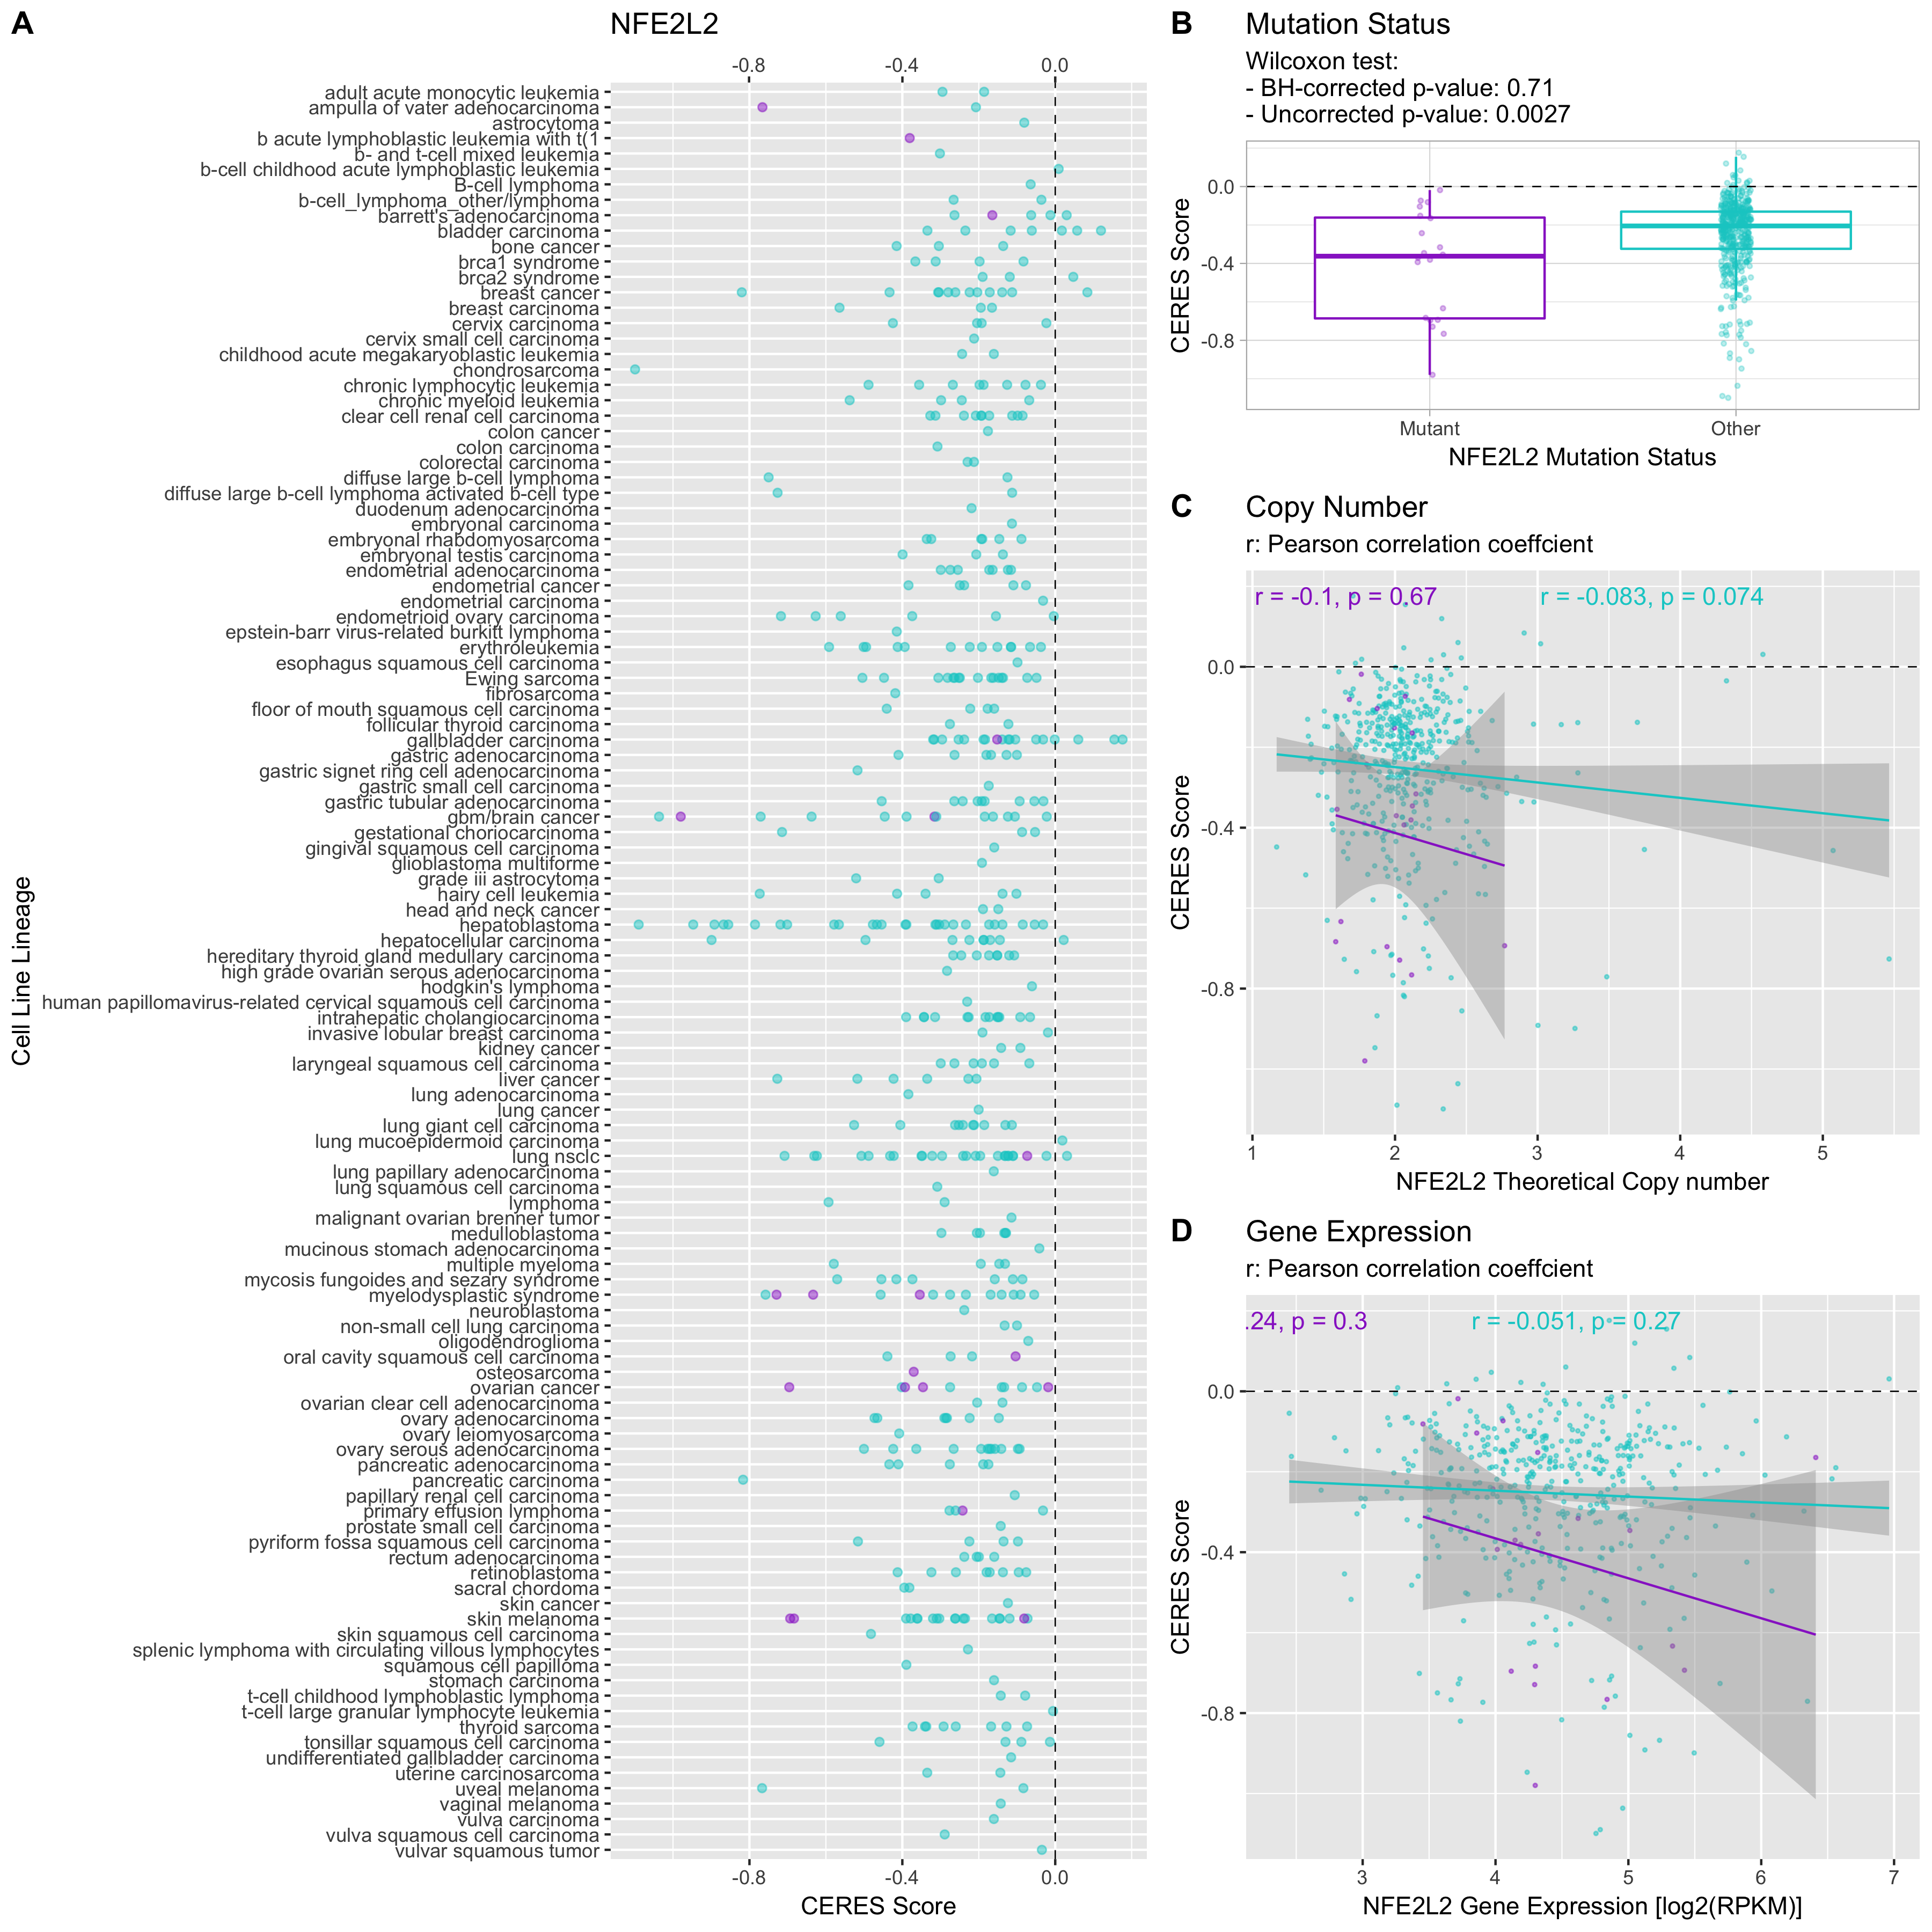 A
NFE2L2
-0.8
-0.4
0.0
Cell Line Lineage
adult acute monocytic leukemia
ampulla of vater adenocarcinoma
astrocytoma
b acute lymphoblastic leukemia with t(1
b- and t-cell mixed leukemia
b-cell childhood acute lymphoblastic leukemia
B-cell lymphoma
b-cell_lymphoma_other/lymphoma
barrett's adenocarcinoma
bladder carcinoma
bone cancer
brca1 syndrome
brca2 syndrome
breast cancer
breast carcinoma
cervix carcinoma
cervix small cell carcinoma
childhood acute megakaryoblastic leukemia
chondrosarcoma
chronic lymphocytic leukemia
chronic myeloid leukemia
clear cell renal cell carcinoma
colon cancer
colon carcinoma
colorectal carcinoma
diffuse large b-cell lymphoma
diffuse large b-cell lymphoma activated b-cell type
duodenum adenocarcinoma
embryonal carcinoma
embryonal rhabdomyosarcoma
embryonal testis carcinoma
endometrial adenocarcinoma
endometrial cancer
endometrial carcinoma
endometrioid ovary carcinoma
epstein-barr virus-related burkitt lymphoma
erythroleukemia
esophagus squamous cell carcinoma
Ewing sarcoma
fibrosarcoma
floor of mouth squamous cell carcinoma
follicular thyroid carcinoma
gallbladder carcinoma
gastric adenocarcinoma
gastric signet ring cell adenocarcinoma
gastric small cell carcinoma
gastric tubular adenocarcinoma
gbm/brain cancer
gestational choriocarcinoma
gingival squamous cell carcinoma
glioblastoma multiforme
grade iii astrocytoma
hairy cell leukemia
head and neck cancer
hepatoblastoma
hepatocellular carcinoma
hereditary thyroid gland medullary carcinoma
high grade ovarian serous adenocarcinoma
hodgkin's lymphoma
human papillomavirus-related cervical squamous cell carcinoma
intrahepatic cholangiocarcinoma
invasive lobular breast carcinoma
kidney cancer
laryngeal squamous cell carcinoma
liver cancer
lung adenocarcinoma
lung cancer
lung giant cell carcinoma
lung mucoepidermoid carcinoma
lung nsclc
lung papillary adenocarcinoma
lung squamous cell carcinoma
lymphoma
malignant ovarian brenner tumor
medulloblastoma
mucinous stomach adenocarcinoma
multiple myeloma
mycosis fungoides and sezary syndrome
myelodysplastic syndrome
neuroblastoma
non-small cell lung carcinoma
oligodendroglioma
oral cavity squamous cell carcinoma
osteosarcoma
ovarian cancer
ovarian clear cell adenocarcinoma
ovary adenocarcinoma
ovary leiomyosarcoma
ovary serous adenocarcinoma
pancreatic adenocarcinoma
pancreatic carcinoma
papillary renal cell carcinoma
primary effusion lymphoma
prostate small cell carcinoma
pyriform fossa squamous cell carcinoma
rectum adenocarcinoma
retinoblastoma
sacral chordoma
skin cancer
skin melanoma
skin squamous cell carcinoma
splenic lymphoma with circulating villous lymphocytes
squamous cell papilloma
stomach carcinoma
t-cell childhood lymphoblastic lymphoma
t-cell large granular lymphocyte leukemia
thyroid sarcoma
tonsillar squamous cell carcinoma
undifferentiated gallbladder carcinoma
uterine carcinosarcoma
uveal melanoma
vaginal melanoma
vulva carcinoma
vulva squamous cell carcinoma
vulvar squamous tumor
-0.8
-0.4
0.0
CERES Score
B
Mutation Status
Wilcoxon test:
- BH-corrected p-value: 0.71
- Uncorrected p-value: 0.0027
CERES Score
0.0
-0.4
-0.8
Mutant
Other
NFE2L2 Mutation Status
C
Copy Number
r: Pearson correlation coeffcient
r = -0.1, p = 0.67
r = -0.083, p = 0.074
CERES Score
0.0
-0.4
-0.8
1
2
3
4
5
NFE2L2 Theoretical Copy number
D
Gene Expression
r: Pearson correlation coeffcient
.24, p = 0.3
r = -0.051, p = 0.27
CERES Score
0.0
-0.4
-0.8
3
4
5
6
7
NFE2L2 Gene Expression [log2(RPKM)]